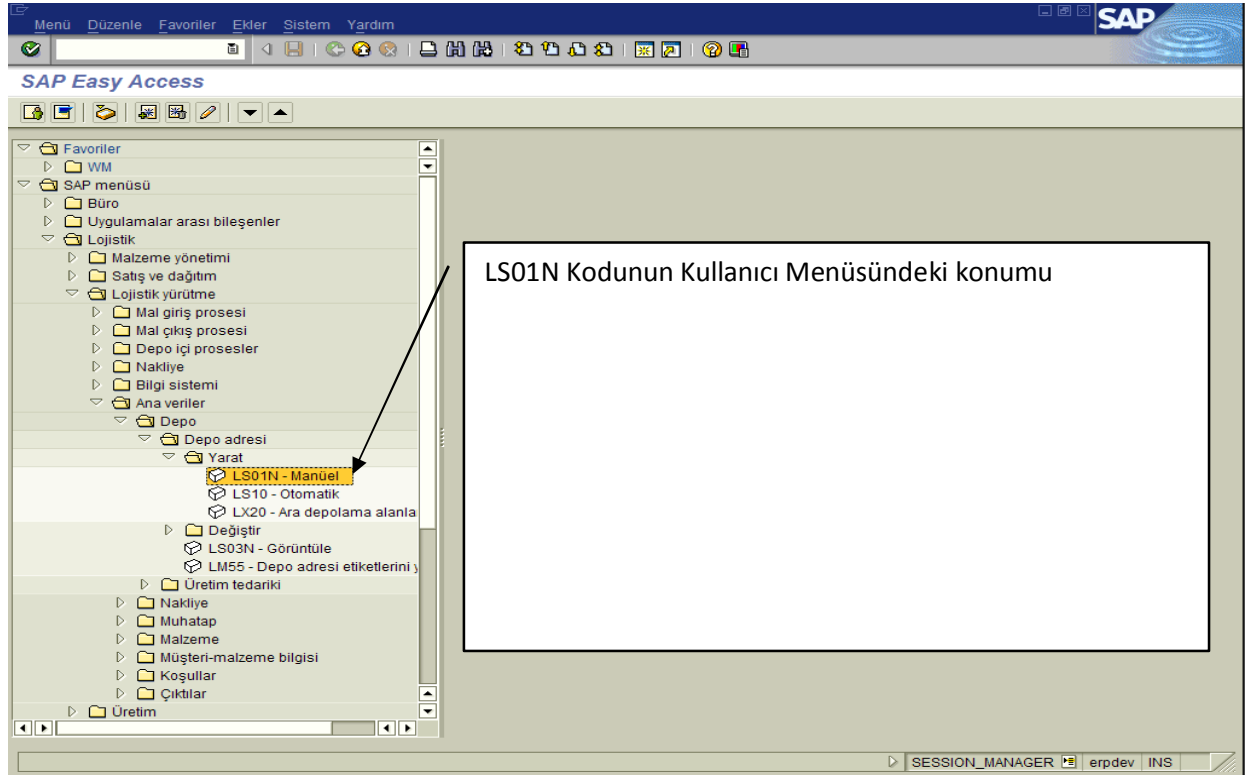 Menü Düzenle Favoriler Ekler Sistem Yardım
SAP
SAP Easy Access
Favoriler
WM
SAP menüsü
Büro
Uygulamalar arası bileşenler
Lojistik
Malzeme yönetimi
Satış ve dağıtım
Lojistik yürütme
Mal giriş prosesi
Mal çıkış prosesi
Depo içi prosesler
Nakliye
Bilgi sistemi
Ana veriler
Depo
Depo adresi
Yarat
LS01N - Manüel
LS10 - Otomatik
LX20 - Ara depolama alanla
Değiştir
LS03N - Görüntüle
LM55 - Depo adresi etiketlerini y
Üretim tedariki
Nakliye
Muhatap
Malzeme
Müşteri-malzeme bilgisi
Koşullar
Çıktılar
Üretim
LS01N Kodunun Kullanıcı Menüsündeki konumu
SESSION_MANAGER erpdev INS